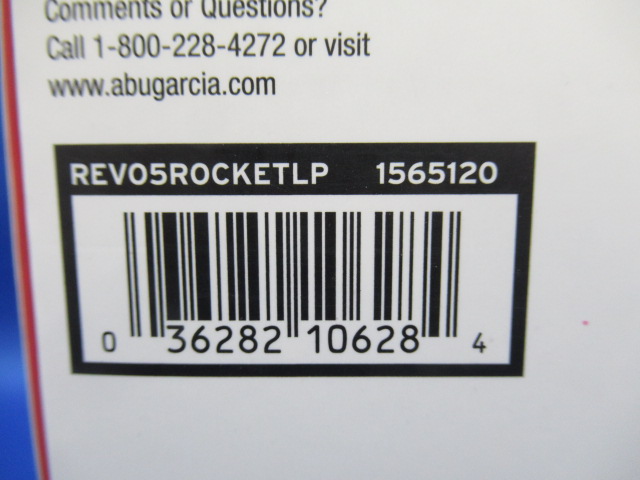 Comments or Questions?
Call 1-800-228-4272 or visit
www.abugarcia.com
REVO5ROCKETLP 1565120
0 36282 10628 4